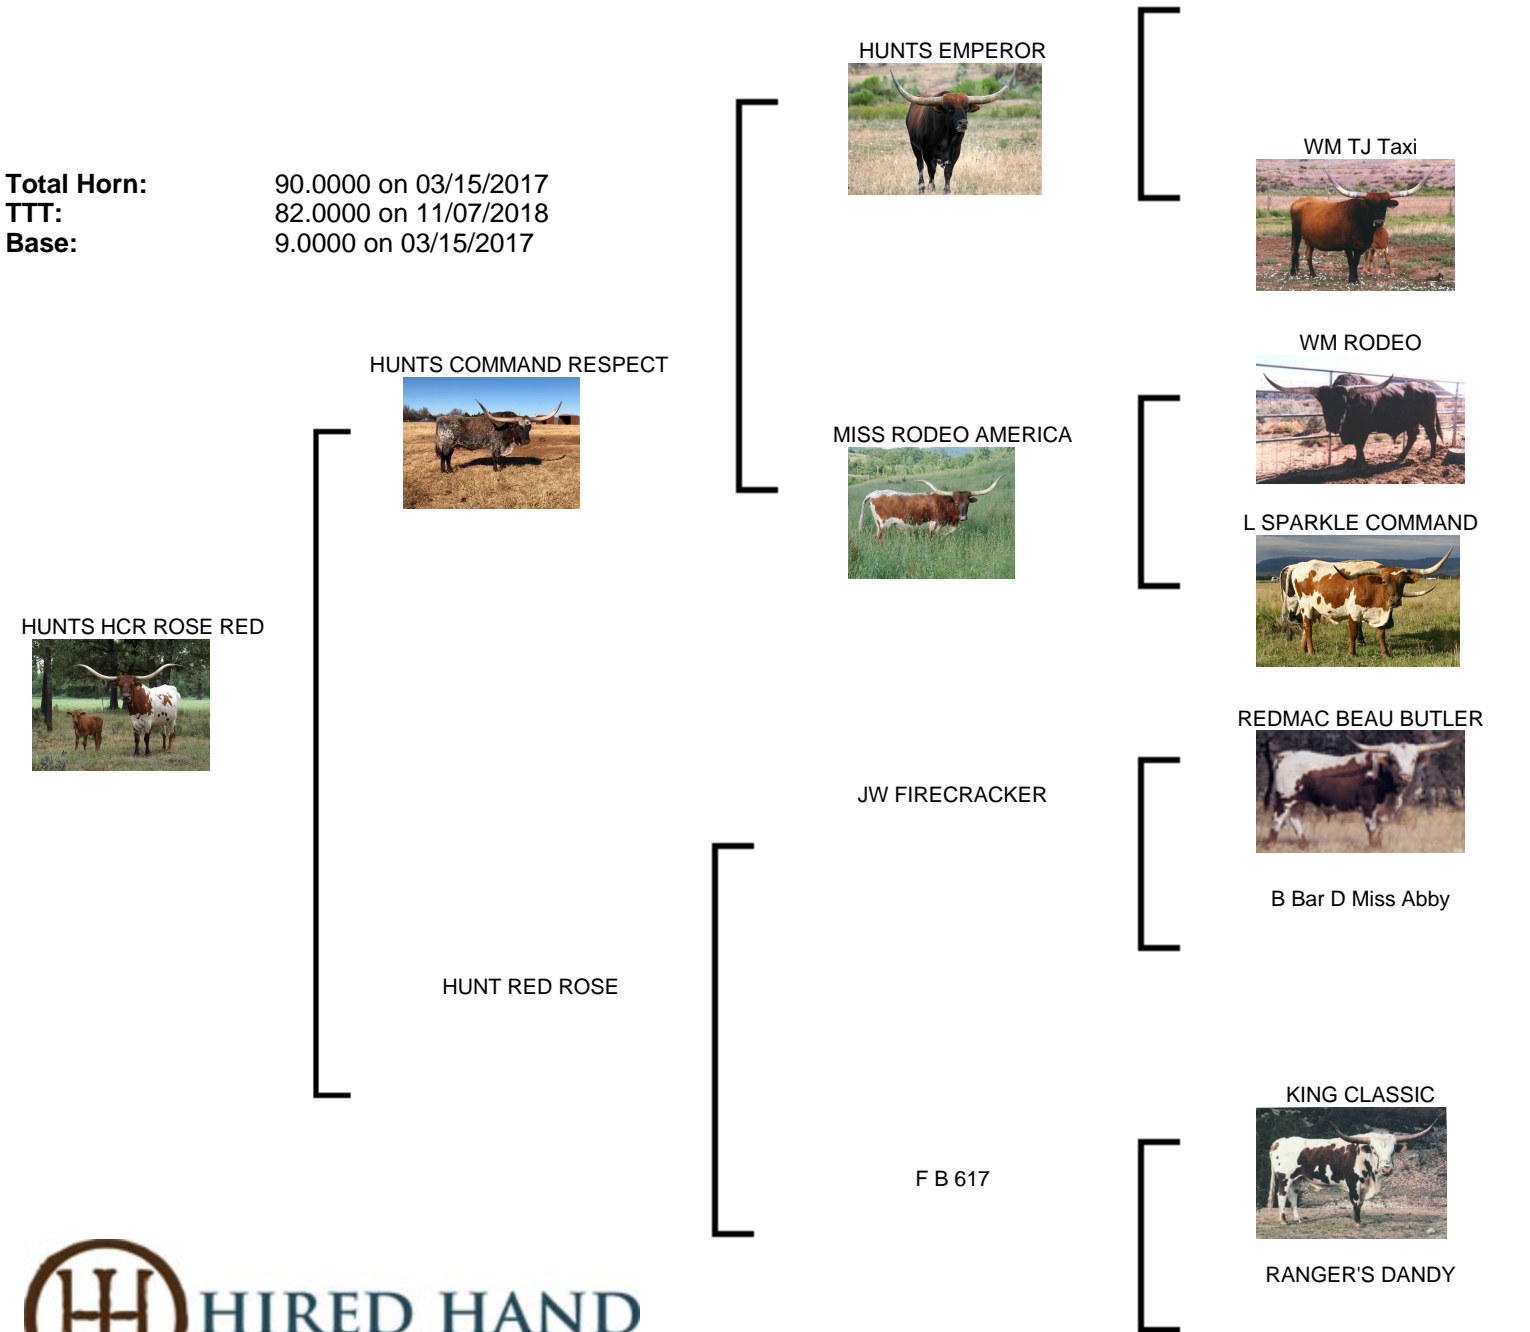 HUNTS EMPEROR
WM TJ Taxi
Total Horn: 90.0000 on 03/15/2017
TTT: 82.0000 on 11/07/2018
Base: 9.0000 on 03/15/2017
WM RODEO
HUNTS COMMAND RESPECT
MISS RODEO AMERICA
L SPARKLE COMMAND
HUNTS HCR ROSE RED
REDMAC BEAU BUTLER
JW FIRECRACKER
B Bar D Miss Abby
HUNT RED ROSE
KING CLASSIC
F B 617
RANGER'S DANDY
HIRED HAND